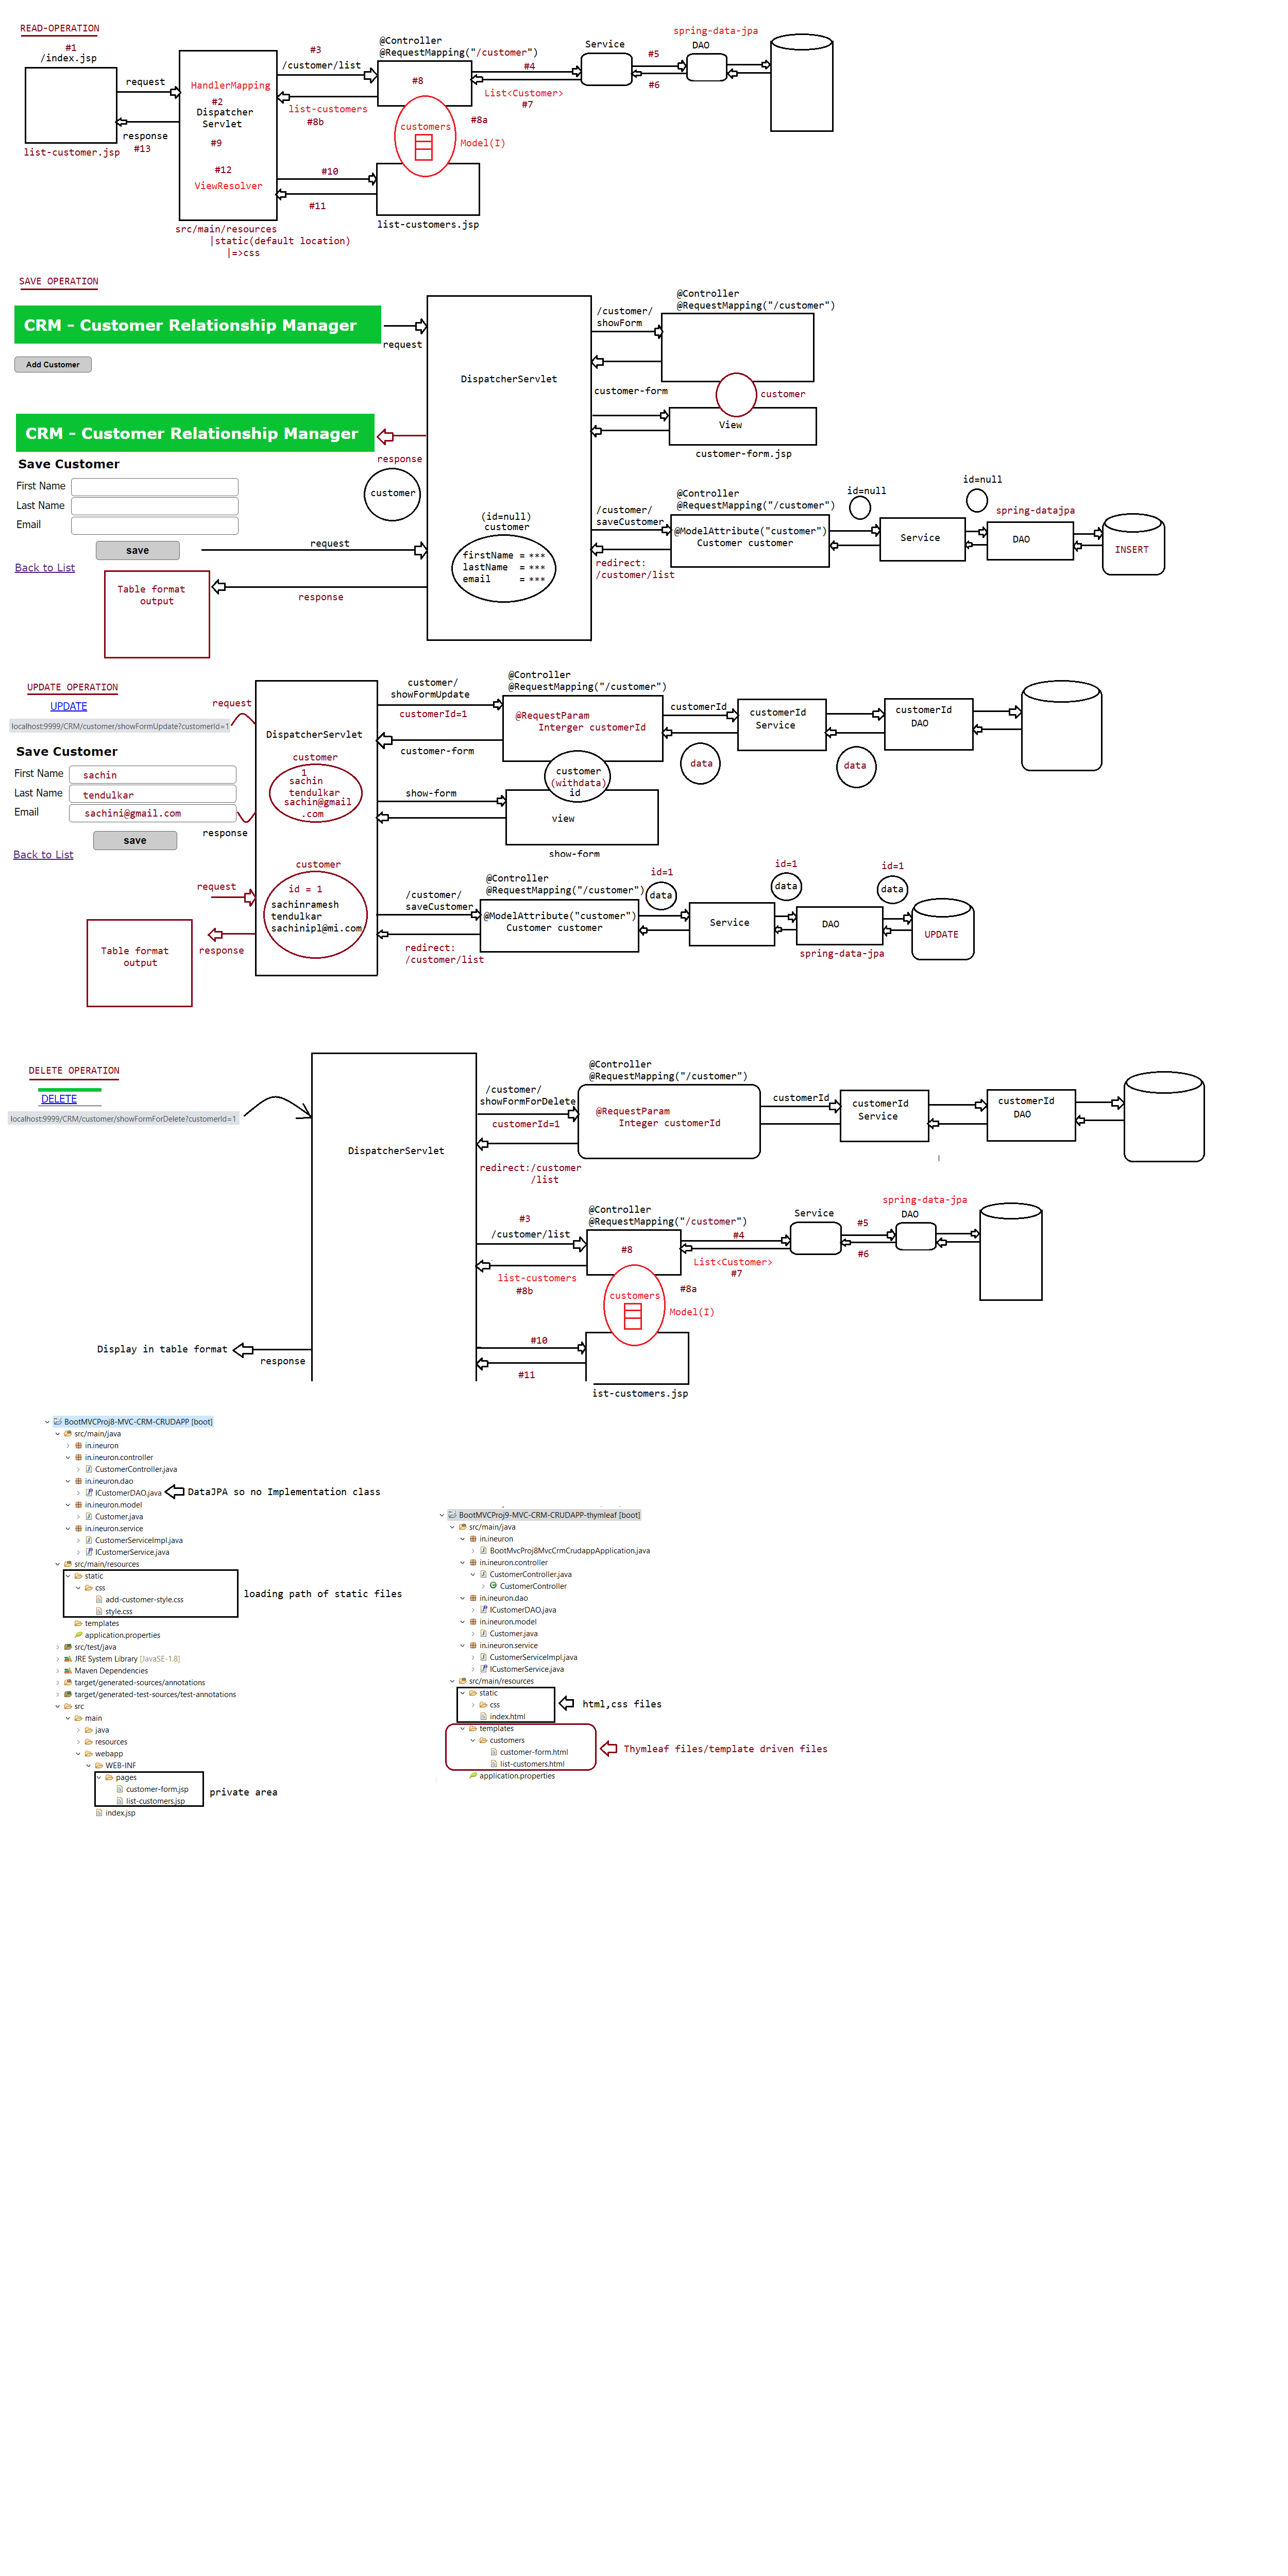 READ-OPERATION
#1
/index.jsp
request
response
#13
list-customer.jsp
HandlerMapping
#2
Dispatcher
Servlet
#9
#12
ViewResolver
src/main/resources
|static(default location)
|=>css
#3
/customer/list
list-customers
#8b
#10
#11
@Controller
@RequestMapping("/customer")
#8
customers
#8a
Model(I)
list-customers.jsp
#4
List<Customer>
#7
Service
#5
#6
spring-data-jpa
DAO
SAVE OPERATION
CRM - Customer Relationship Manager
request
Add Customer
CRM - Customer Relationship Manager
response
customer
Save Customer
First Name
Last Name
Email
save
request
Back to List
Table format
output
response
DispatcherServlet
(id=null)
customer
firstName = ***
lastName = ***
email = ***
/customer/
showForm
customer-form
@Controller
@RequestMapping("/customer")
customer
View
customer-form.jsp
/customer/
saveCustomer
redirect:
/customer/list
@Controller
@RequestMapping("/customer")
@ModelAttribute("customer")
Customer customer
id=null
Service
id=null
spring-datajpa
DAO
INSERT
UPDATE OPERATION
UPDATE
localhost:9999/CRM/customer/showFormUpdate?customerId=1
request
Save Customer
First Name
sachin
Last Name
tendulkar
Email
sachini@gmail.com
save
response
Back to List
request
Table format
output
response
DispatcherServlet
customer
1
sachin
tendulkar
sachin@gmail
.com
customer
id = 1
sachinramesh
tendulkar
sachinipl@mi.com
customer/
showFormUpdate
customerId=1
customer-form
show-form
@Controller
@RequestMapping("/customer")
@RequestParam
Interger customerId
customer
(withdata)
id
view
show-form
customerId
data
customerId
Service
data
customerId
DAO
/customer/
saveCustomer
redirect:
/customer/list
@Controller
@RequestMapping("/customer")
@ModelAttribute("customer")
Customer customer
id=1
data
Service
id=1
data
DAO
spring-data-jpa
id=1
data
UPDATE
DELETE OPERATION
DELETE
localhost:9999/CRM/customer/showFormForDelete?customerId=1
DispatcherServlet
/customer/
showFormForDelete
customerId=1
redirect:/customer
/list
@Controller
@RequestMapping("/customer")
@RequestParam
Integer customerId
customerId
customerId
Service
customerId
DAO
#3
/customer/list
list-customers
#8b
@Controller
@RequestMapping("/customer")
#8
customers
#8a
Model(I)
#4
List<Customer>
#7
Service
#5
#6
spring-data-jpa
DAO
Display in table format
response
#10
#11
ist-customers.jsp
BootMVCProj8-MVC-CRM-CRUDAPP [boot]
src/main/java
in.ineuron
in.ineuron.controller
CustomerController.java
in.ineuron.dao
ICustomerDAO.java
DataJPA so no Implementation class
in.ineuron.model
Customer.java
in.ineuron.service
CustomerServiceImpl.java
ICustomerService.java
src/main/resources
static
css
loading path of static files
add-customer-style.css
style.css
templates
application.properties
src/test/java
JRE System Library [JavaSE-1.8]
Maven Dependencies
target/generated-sources/annotations
target/generated-test-sources/test-annotations
src
main
java
resources
webapp
WEB-INF
pages
customer-form.jsp
private area
list-customers.jsp
index.jsp
BootMVCProj9-MVC-CRM-CRUDAPP-thymleaf [boot]
src/main/java
in.ineuron
BootMvcProj8MvcCrmCrudappApplication.java
in.ineuron.controller
CustomerController.java
CustomerController
in.ineuron.dao
ICustomerDAO.java
in.ineuron.model
Customer.java
in.ineuron.service
CustomerServiceImpl.java
ICustomerService.java
src/main/resources
static
css
html,css files
index.html
templates
customers
Thymleaf files/template driven files
customer-form.html
list-customers.html
application.properties